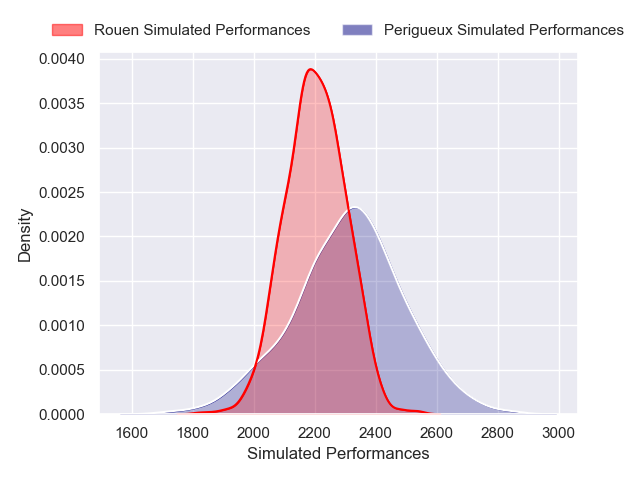 Rouen Simulated Performances
Perigueux Simulated Performances
0.0040
0.0035
0.0030
0.0025
0.0020
0.0015
0.0010
0.0005
0.0000
Density
1600 1800 2000 2200 2400 2600 2800 3000
Simulated Performances